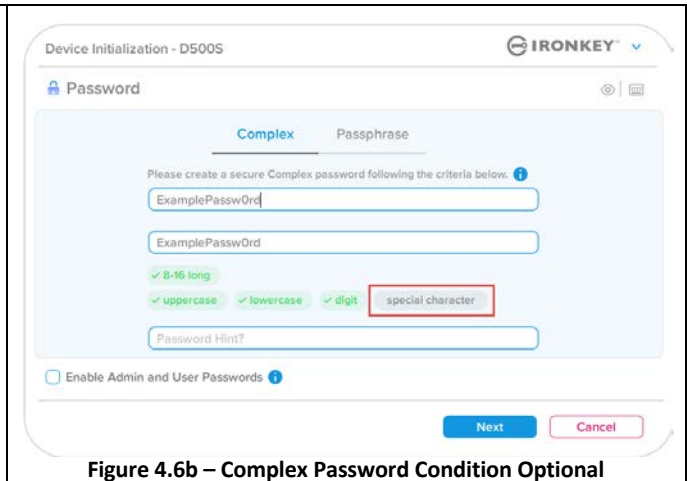 Device Initialization - D500S
IRONKEY™
Password
Complex Passphrase
Please create a secure Complex password following the criteria below.
ExamplePassw0rd
ExamplePassw0rd
✓ 8-16 long
✓ uppercase ✓ lowercase ✓ digit special character
Password Hint?
Enable Admin and User Passwords
Next Cancel
Figure 4.6b – Complex Password Condition Optional